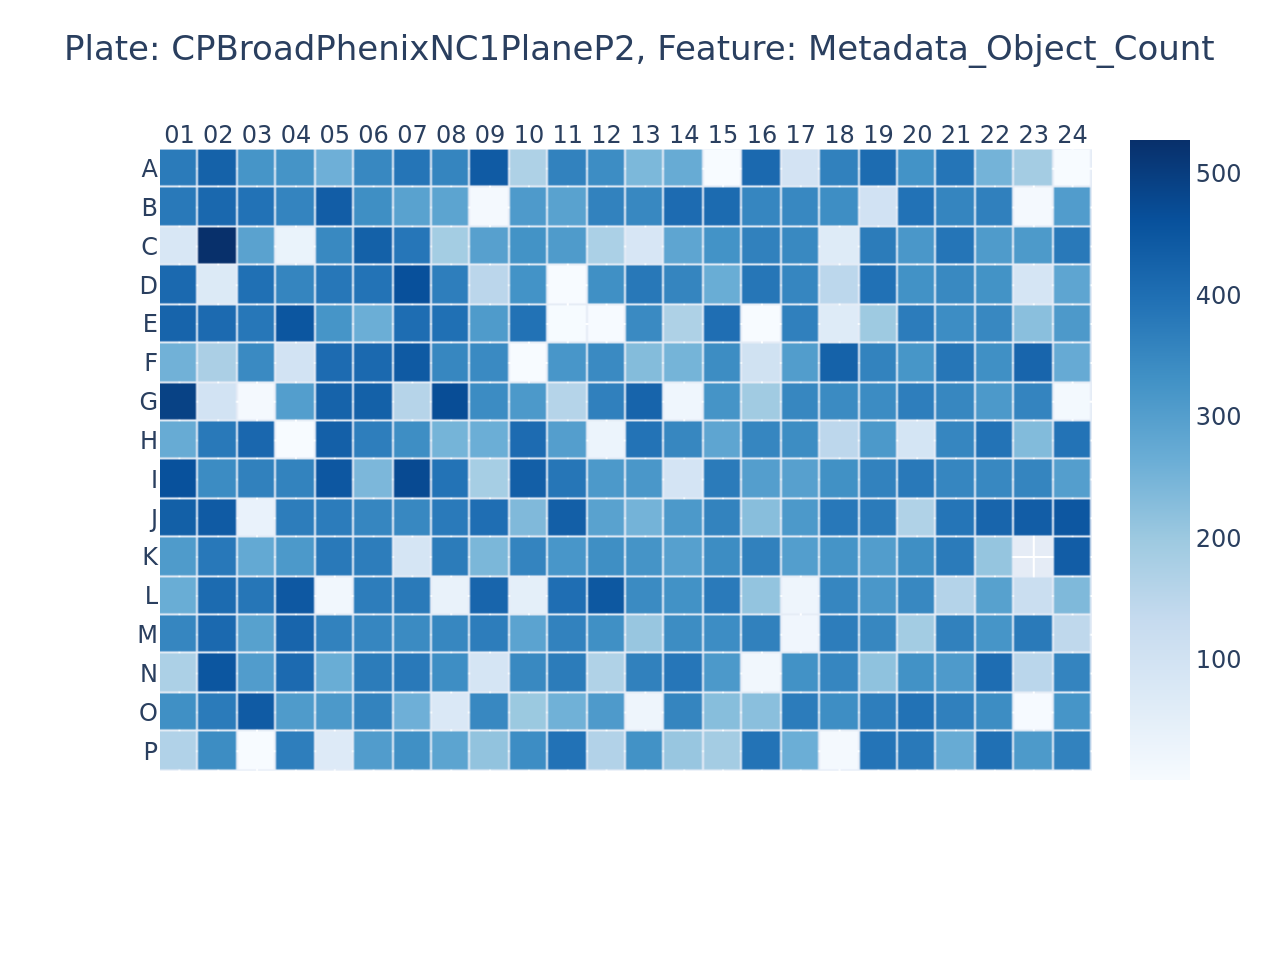 Plate: CPBroadPhenixNC1PlaneP2, Feature: Metadata_Object_Count
01 02 03 04 05 06 07 08 09 10 11 12 13 14 15 16 17 18 19 20 21 22 23 24
A
B
C
D
E
F
G
H
I
J
K
L
M
N
O
P
500
400
300
200
100